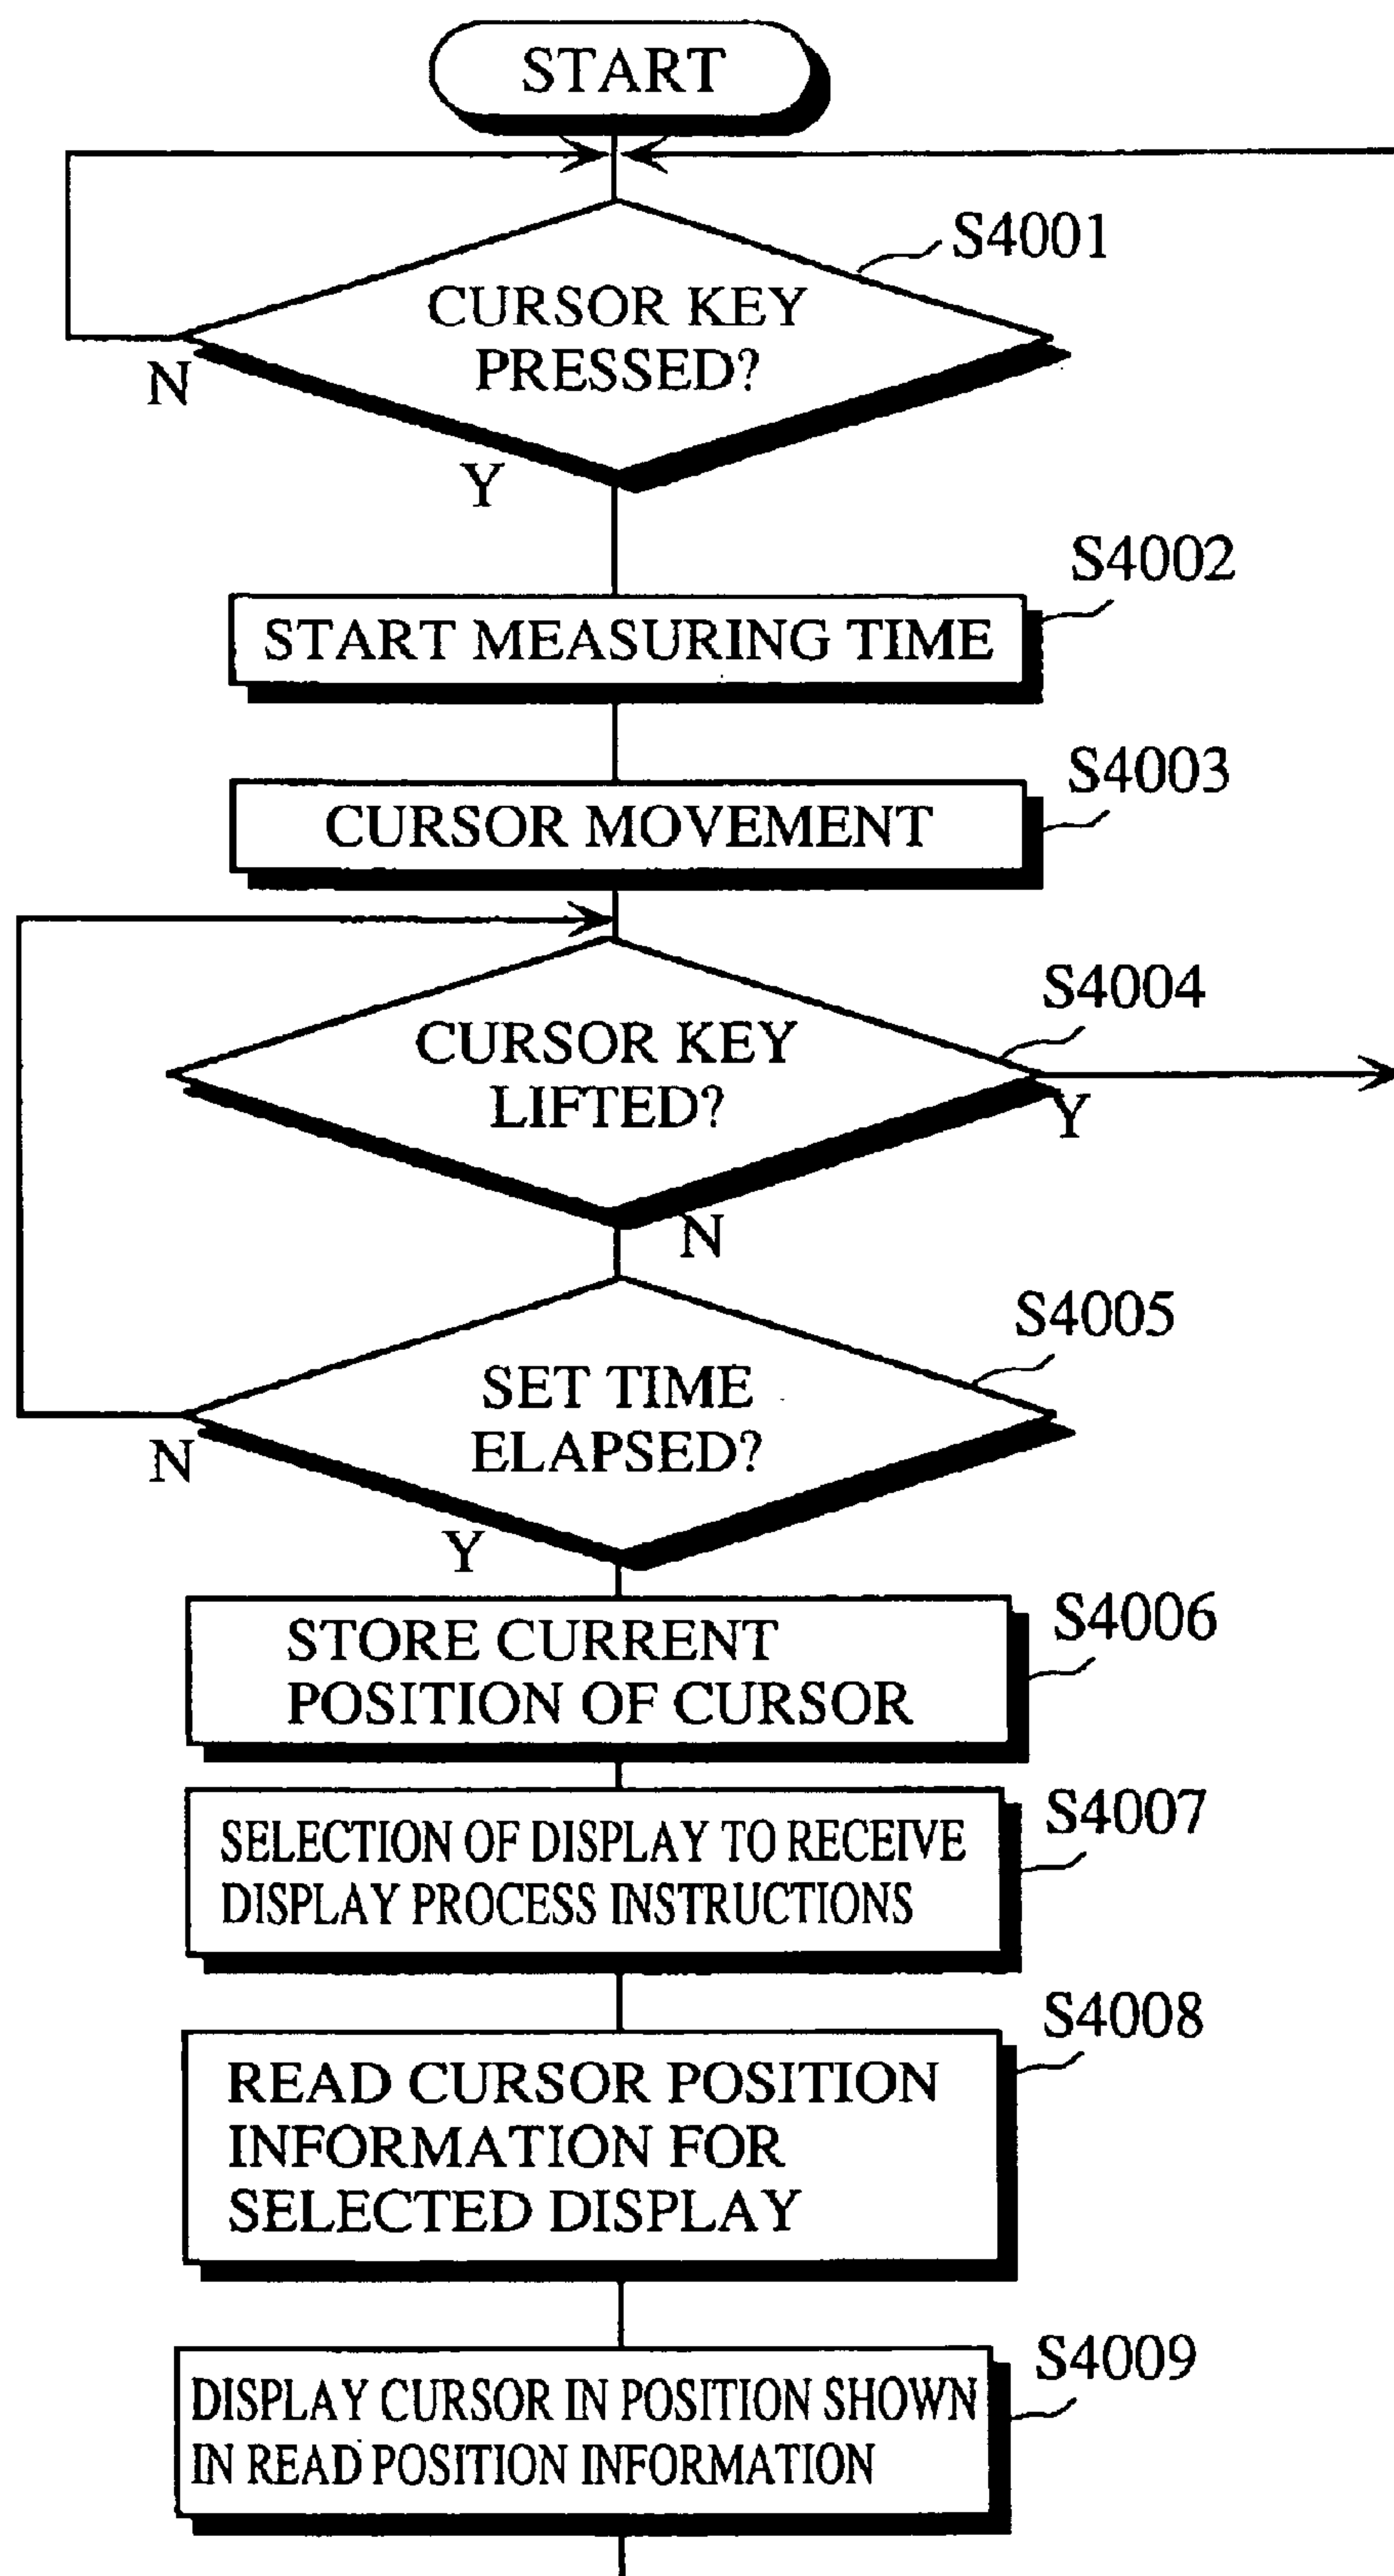 START
S4001
CURSOR KEY
PRESSED?
N
Y
S4002
START MEASURING TIME
S4003
CURSOR MOVEMENT
S4004
CURSOR KEY
LIFTED?
Y
N
S4005
SET TIME
ELAPSED?
N
Y
S4006
STORE CURRENT
POSITION OF CURSOR
S4007
SELECTION OF DISPLAY TO RECEIVE
DISPLAY PROCESS INSTRUCTIONS
S4008
READ CURSOR POSITION
INFORMATION FOR
SELECTED DISPLAY
S4009
DISPLAY CURSOR IN POSITION SHOWN
IN READ POSITION INFORMATION